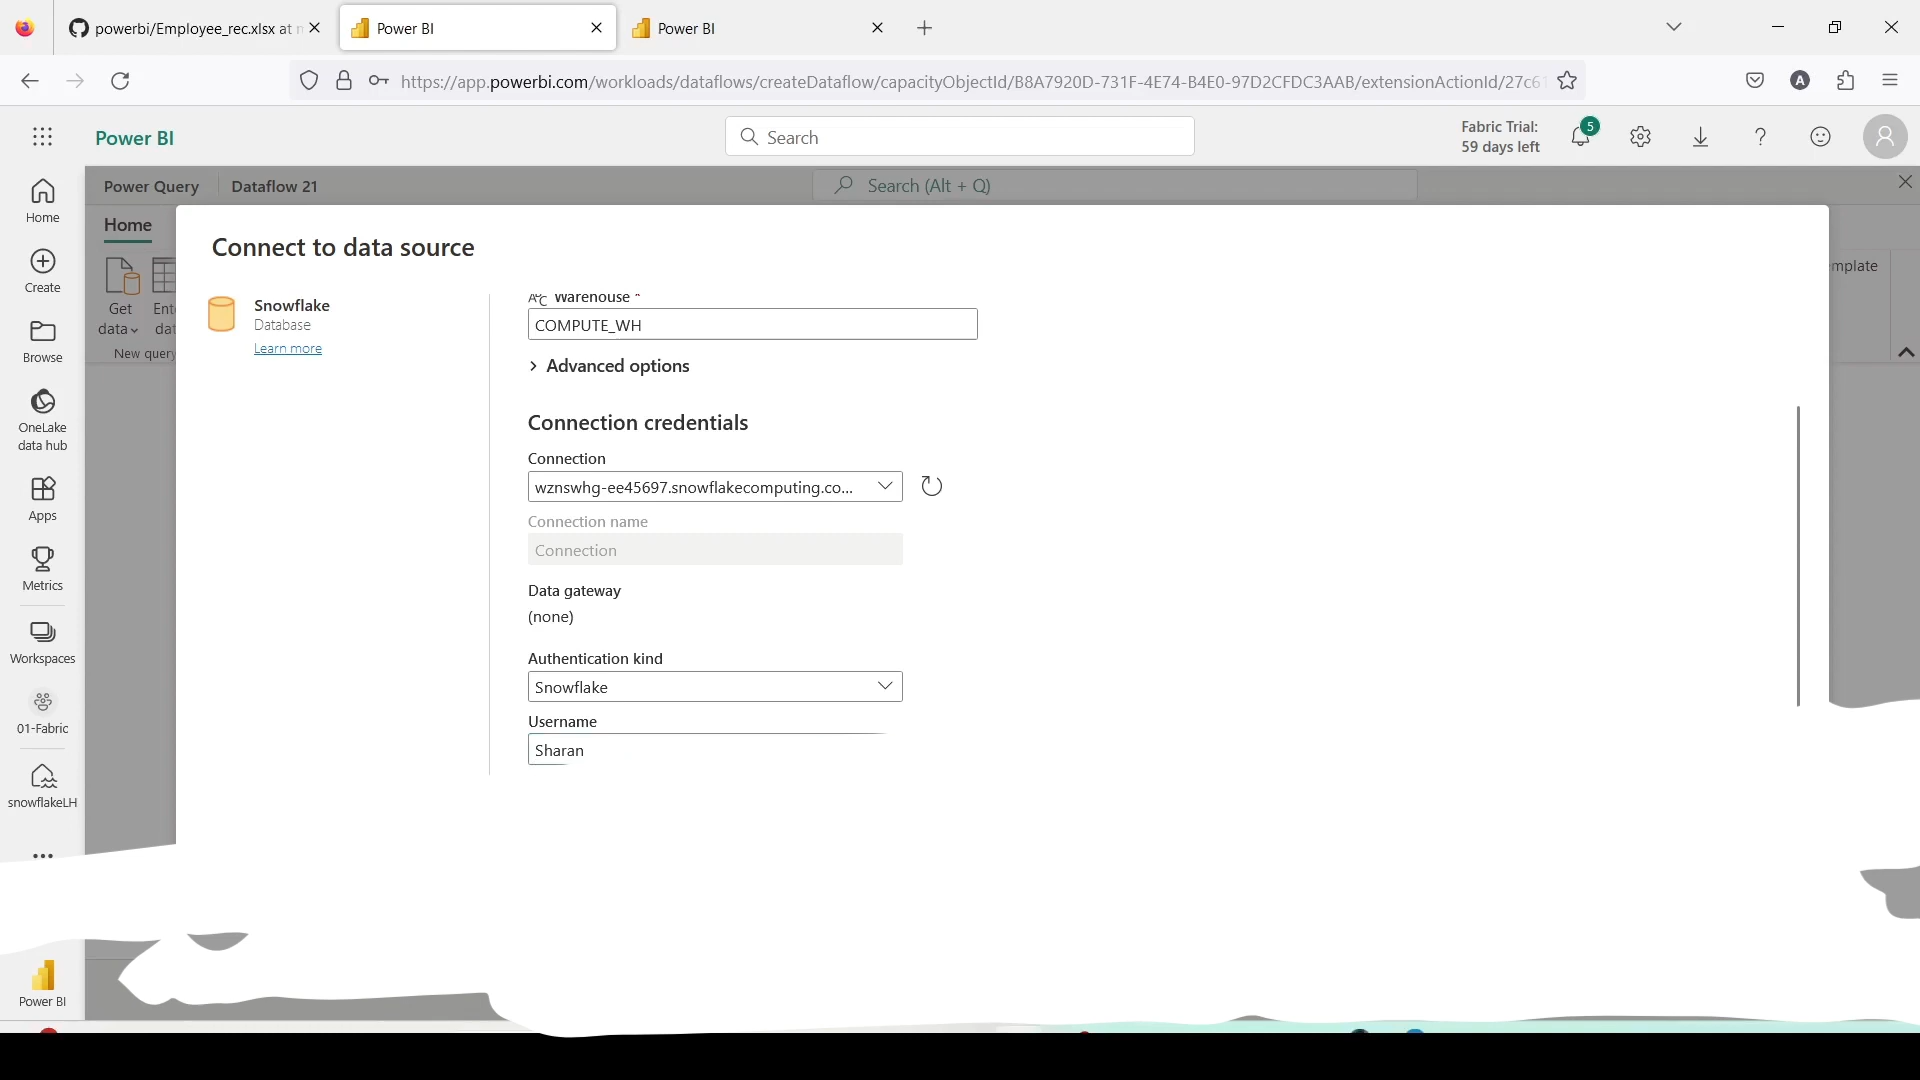 powerbi/Employee_rec.xlsx at
Power BI
Power BI
https://app.powerbi.com/workloads/dataflows/createDataflow/capacityObjectId/B8A7920D-731F-4E74-B4E0-97D2CFDC3AAB/extensionActionId/27c61
A
Power BI
Search
Fabric Trial:
59 days left
5
Power Query
Dataflow 21
Search (Alt + Q)
Home
Home
Create
Browse
OneLake
data hub
Apps
Metrics
Workspaces
01-Fabric
snowflakeLH
Power BI
Get
data
New query
Connect to data source
Snowflake
Database
Learn more
Warehouse *
COMPUTE_WH
Advanced options
Connection credentials
Connection
wznswhg-ee45697.snowflakecomputing.co...
Connection name
Connection
Data gateway
(none)
Authentication kind
Snowflake
Username
Sharan